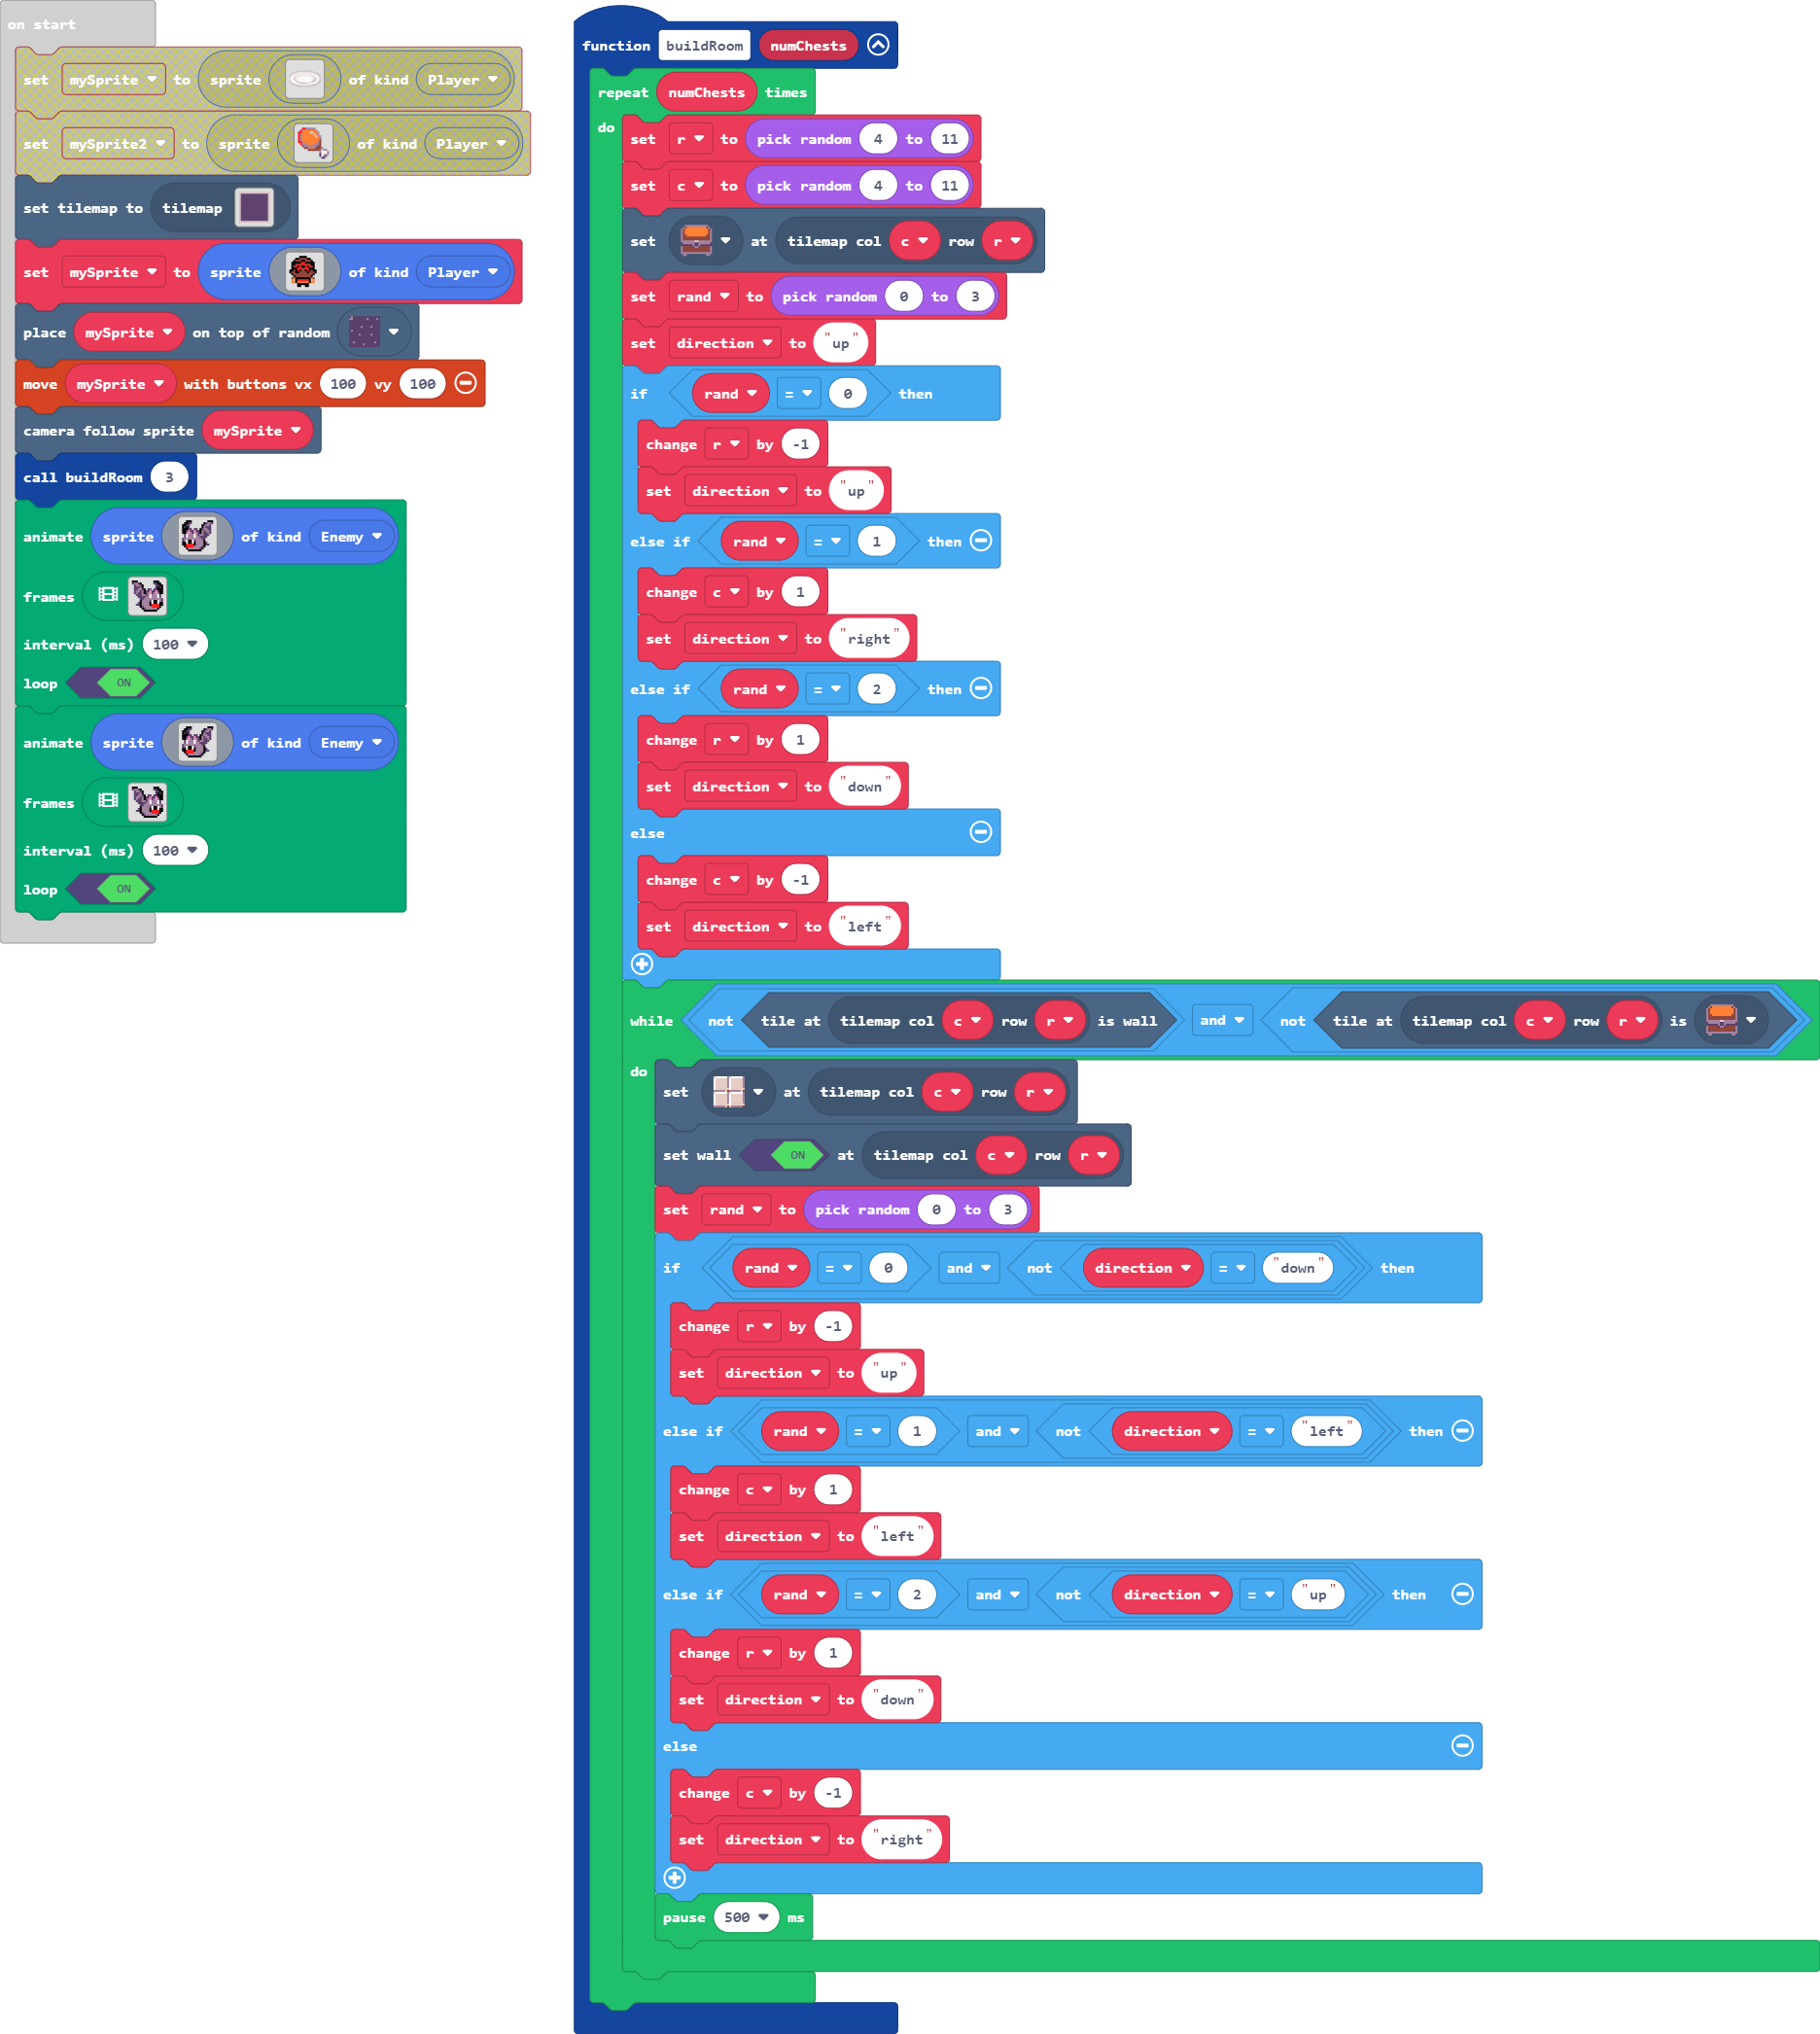 on start
set mySprite to sprite of kind Player
set mySprite2 to sprite of kind Player
set tilemap to tilemap
set mySprite to sprite of kind Player
place mySprite on top of random
move mySprite with buttons vx 100 vy 100
camera follow sprite mySprite
call buildRoom 3
animate sprite of kind Enemy
frames
interval (ms) 100
loop ON
animate sprite of kind Enemy
frames
interval (ms) 100
loop ON
function buildRoom numChests
repeat numChests times
do
set r to pick random 4 to 11
set c to pick random 4 to 11
set at tilemap col c row r
set rand to pick random 0 to 3
set direction to "up"
if rand = 0 then
change r by -1
set direction to "up"
else if rand = 1 then
change c by 1
set direction to "right"
else if rand = 2 then
change r by 1
set direction to "down"
else
change c by -1
set direction to "left"
while not tile at tilemap col c row r is wall and not tile at tilemap col c row r is
do
set at tilemap col c row r
set wall ON at tilemap col c row r
set rand to pick random 0 to 3
if rand = 0 and not direction = "down" then
change r by -1
set direction to "up"
else if rand = 1 and not direction = "left" then
change c by 1
set direction to "left"
else if rand = 2 and not direction = "up" then
change r by 1
set direction to "down"
else
change c by -1
set direction to "right"
pause 500 ms